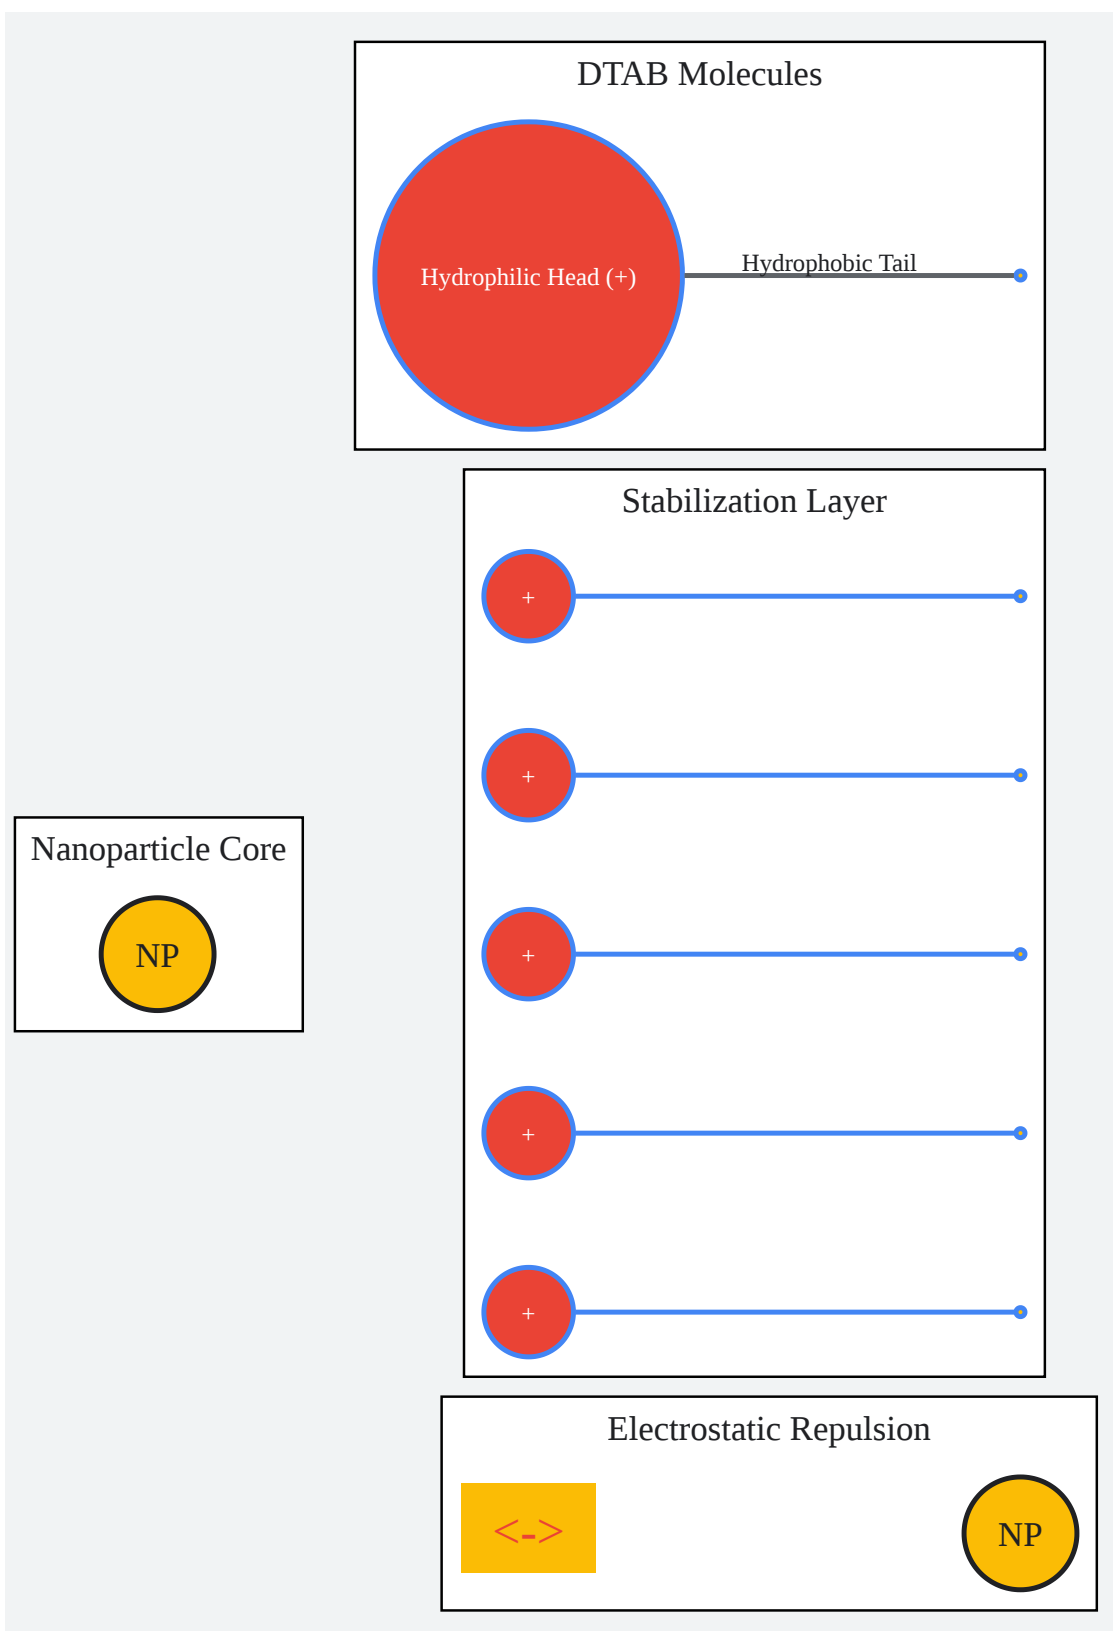 DTAB Molecules
Hydrophilic Head (+)
Hydrophobic Tail
Stabilization Layer
+
+
Nanoparticle Core
NP
+
+
+
Electrostatic Repulsion
<->
NP